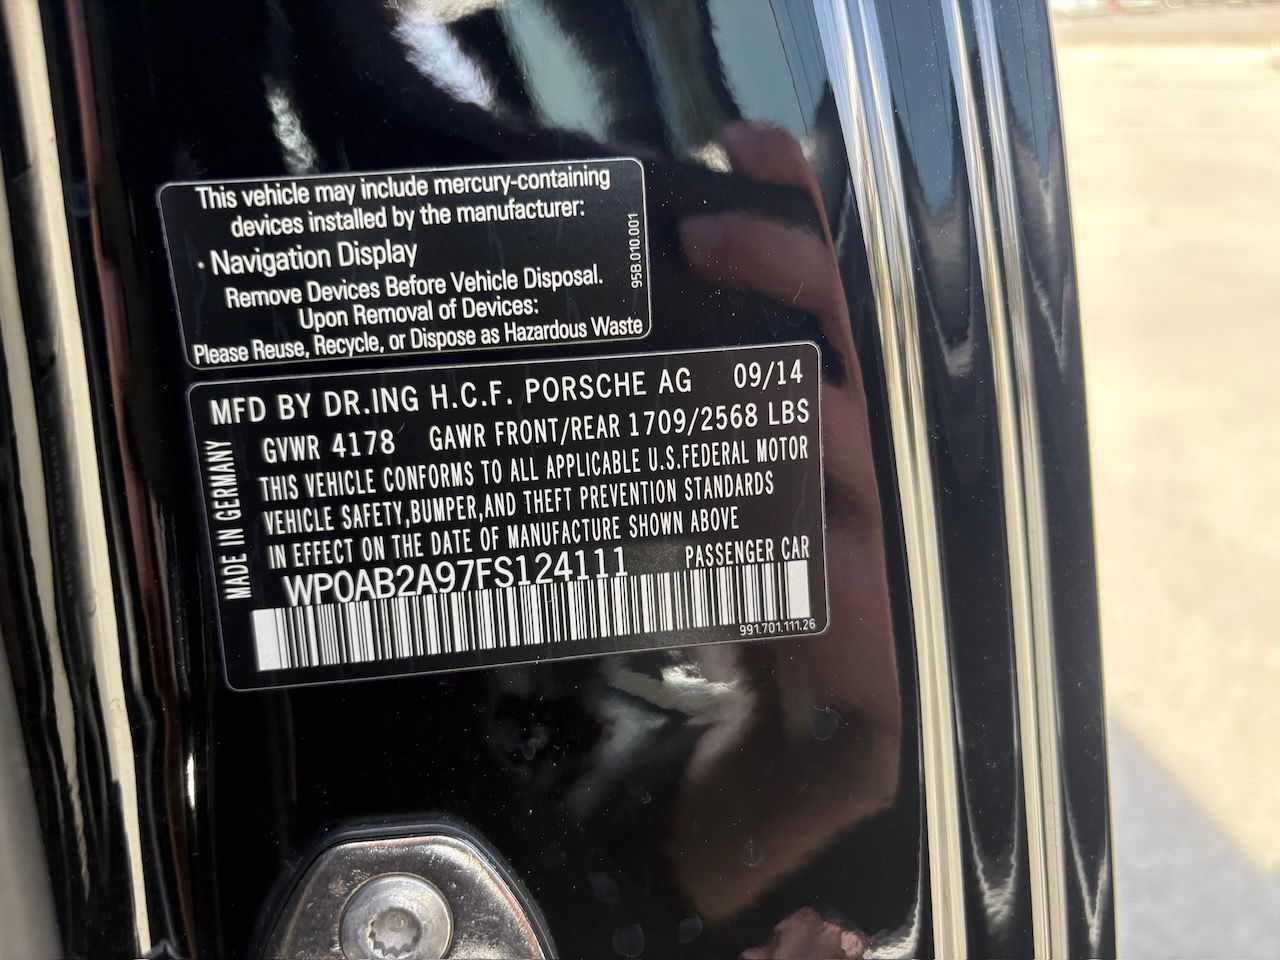 This vehicle may include mercury-containing
devices installed by the manufacturer:
· Navigation Display
Remove Devices Before Vehicle Disposal.
Upon Removal of Devices:
Please Reuse, Recycle, or Dispose as Hazardous Waste
95B.010.001
MFD BY DR.ING H.C.F. PORSCHE AG 09/14
GVWR 4178 GAWR FRONT/REAR 1709/2568 LBS
THIS VEHICLE CONFORMS TO ALL APPLICABLE U.S.FEDERAL MOTOR
VEHICLE SAFETY,BUMPER,AND THEFT PREVENTION STANDARDS
IN EFFECT ON THE DATE OF MANUFACTURE SHOWN ABOVE
WP0AB2A97FS124111 PASSENGER CAR
991.701.111.26
MADE IN GERMANY